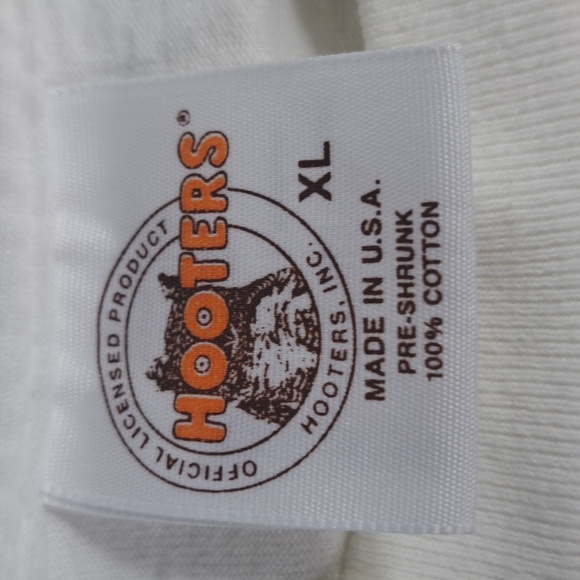 OFFICIAL LICENSED PRODUCT
HOOTERS®
HOOTERS, INC.
XL
MADE IN U.S.A.
PRE-SHRUNK
100% COTTON